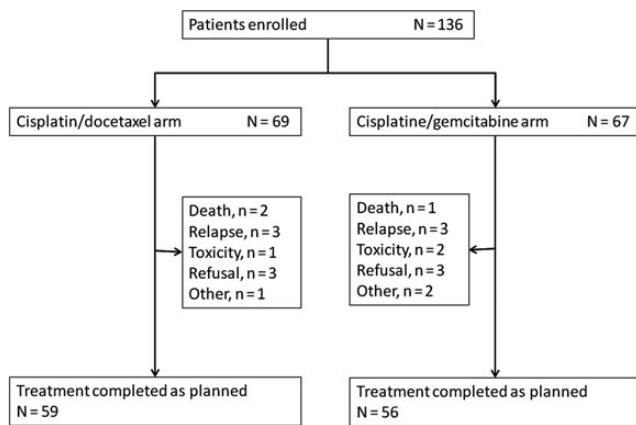 Patients enrolled N = 136
Cisplatin/docetaxel arm N = 69
Cisplatine/gemcitabine arm N = 67
Death, n = 2
Relapse, n = 3
Toxicity, n = 1
Refusal, n = 3
Other, n = 1
Death, n = 1
Relapse, n = 3
Toxicity, n = 2
Refusal, n = 3
Other, n = 2
Treatment completed as planned
N = 59
Treatment completed as planned
N = 56